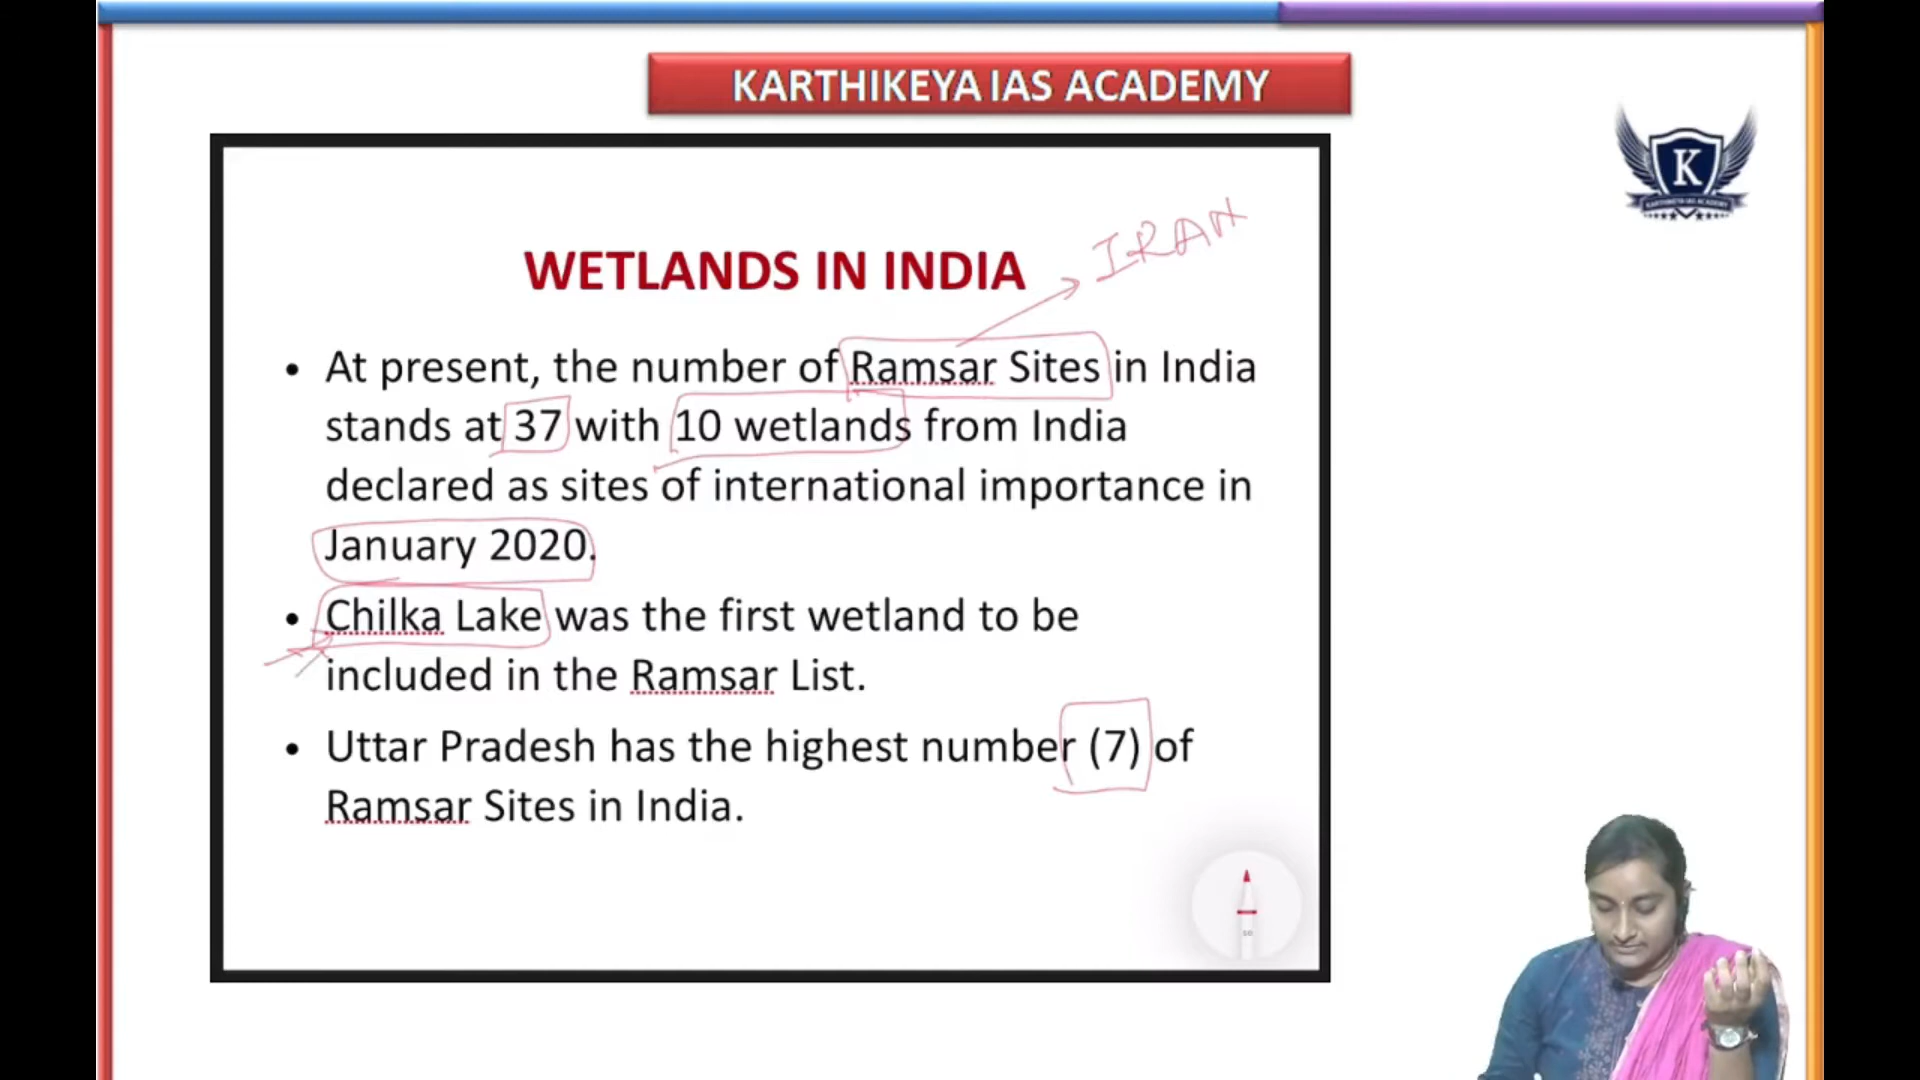 KARTHIKEYA IAS ACADEMY
K
KARTHIKEYA IAS ACADEMY
IRAN
WETLANDS IN INDIA
• At present, the number of Ramsar Sites in India
stands at 37 with 10 wetlands from India
declared as sites of international importance in
January 2020.
• Chilka Lake was the first wetland to be
included in the Ramsar List.
• Uttar Pradesh has the highest number (7) of
Ramsar Sites in India.